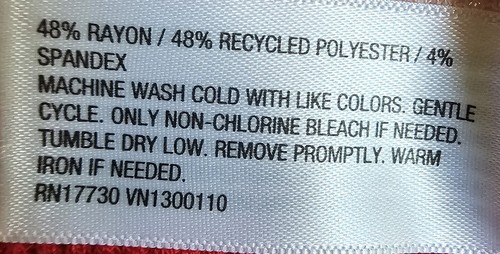 48% RAYON / 48% RECYCLED POLYESTER / 4%
SPANDEX
MACHINE WASH COLD WITH LIKE COLORS. GENTLE
CYCLE. ONLY NON-CHLORINE BLEACH IF NEEDED.
TUMBLE DRY LOW. REMOVE PROMPTLY. WARM
IRON IF NEEDED.
RN17730 VN1300110